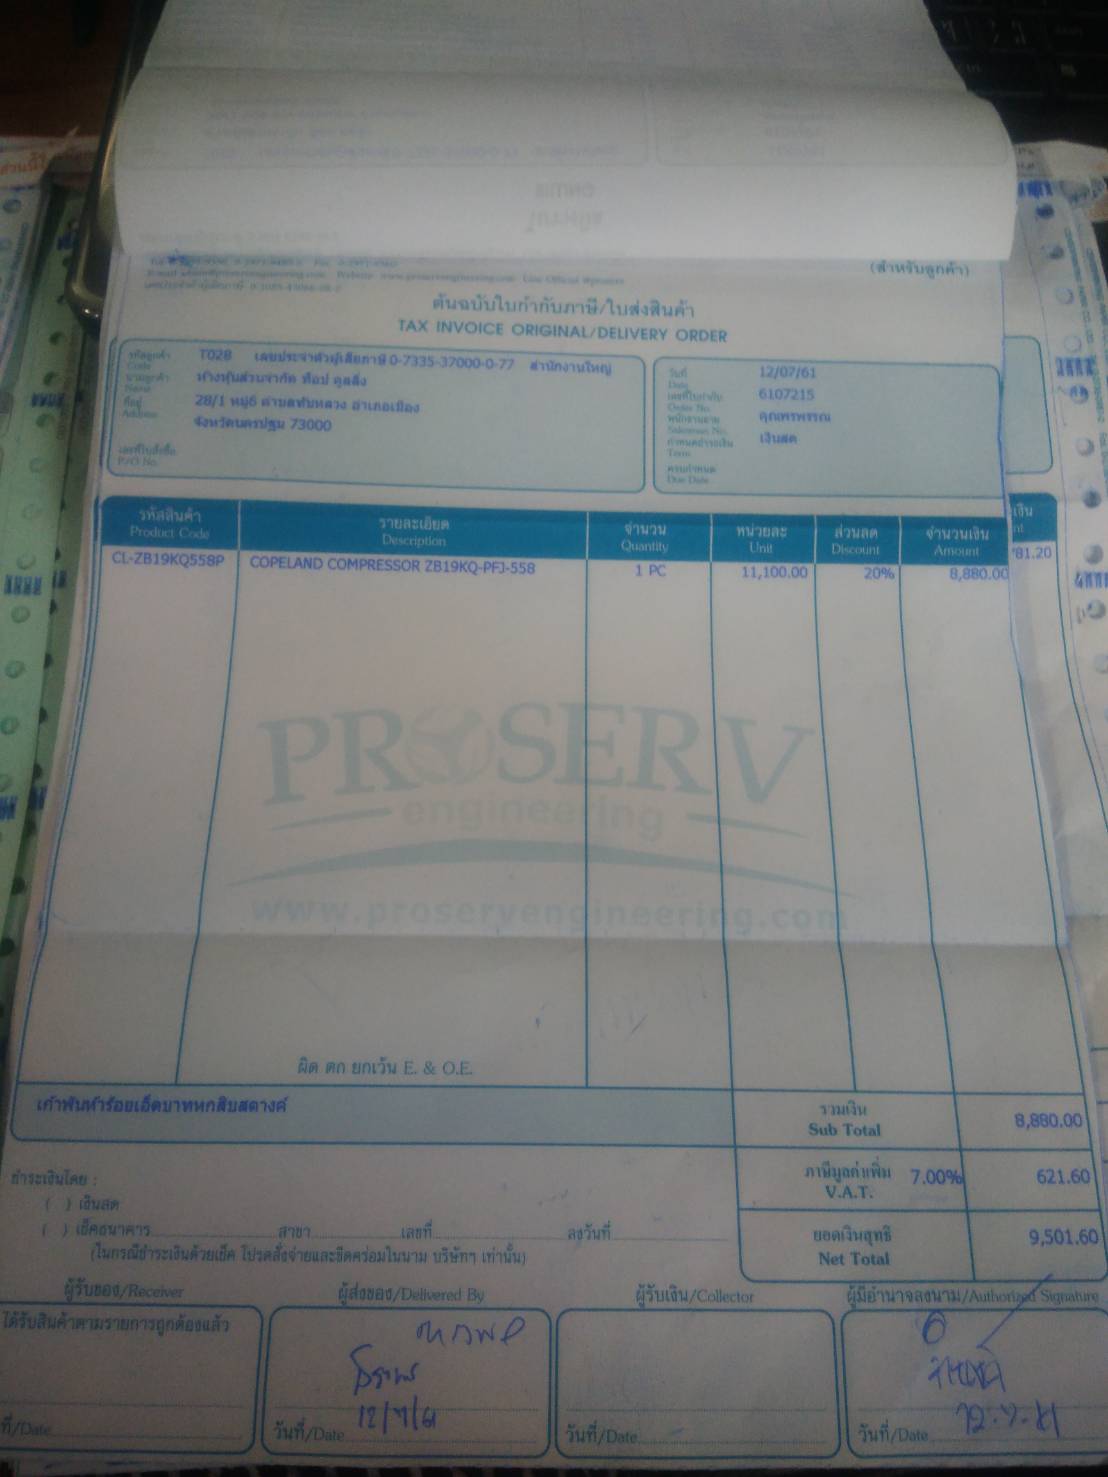 (สำหรับลูกค้า)
ต้นฉบับใบกำกับภาษี/ใบส่งสินค้า
TAX INVOICE ORIGINAL/DELIVERY ORDER
รหัสลูกค้า T028 เลขประจำตัวผู้เสียภาษี 0-7335-37000-0-77 สำนักงานใหญ่
Code
นามลูกค้า ห้างหุ้นส่วนจำกัด ท็อป คูลลิ่ง
Name
ที่อยู่ 28/1 หมู่6 ตำบลทัพหลวง อำเภอเมือง
Address
จังหวัดนครปฐม 73000
เลขที่ใบสั่งซื้อ
P/O No.
วันที่ 12/07/61
Date
เลขที่ใบกำกับ 6107215
Order No.
พนักงานขาย คุณพรพรรณ
Salesman No.
กำหนดชำระเงิน เงินสด
Term
ครบกำหนด
Due Date
รหัสสินค้า รายละเอียด จำนวน หน่วยละ ส่วนลด จำนวนเงิน
Product Code Description Quantity Unit Discount Amount
CL-ZB19KQ558P COPELAND COMPRESSOR ZB19KQ-PFJ-558 1 PC 11,100.00 20% 8,880.00
81.20
PROSERV
engineering
www.proservengineering.com
ผิด ตก ยกเว้น E. & O.E.
เก้าพันห้าร้อยเอ็ดบาทหกสิบสตางค์
รวมเงิน 8,880.00
Sub Total
ภาษีมูลค่าเพิ่ม 7.00% 621.60
V.A.T.
ยอดเงินสุทธิ 9,501.60
Net Total
ชำระเงินโดย :
( ) เงินสด
( ) เช็คธนาคาร สาขา เลขที่ ลงวันที่
(ในกรณีชำระเงินด้วยเช็ค โปรดสั่งจ่ายและขีดคร่อมในนาม บริษัทฯ เท่านั้น)
ผู้รับของ/Receiver ผู้ส่งของ/Delivered By ผู้รับเงิน/Collector ผู้มีอำนาจลงนาม/Authorized Signature
ได้รับสินค้าตามรายการถูกต้องแล้ว
12/7/61
ที่/Date วันที่/Date วันที่/Date วันที่/Date